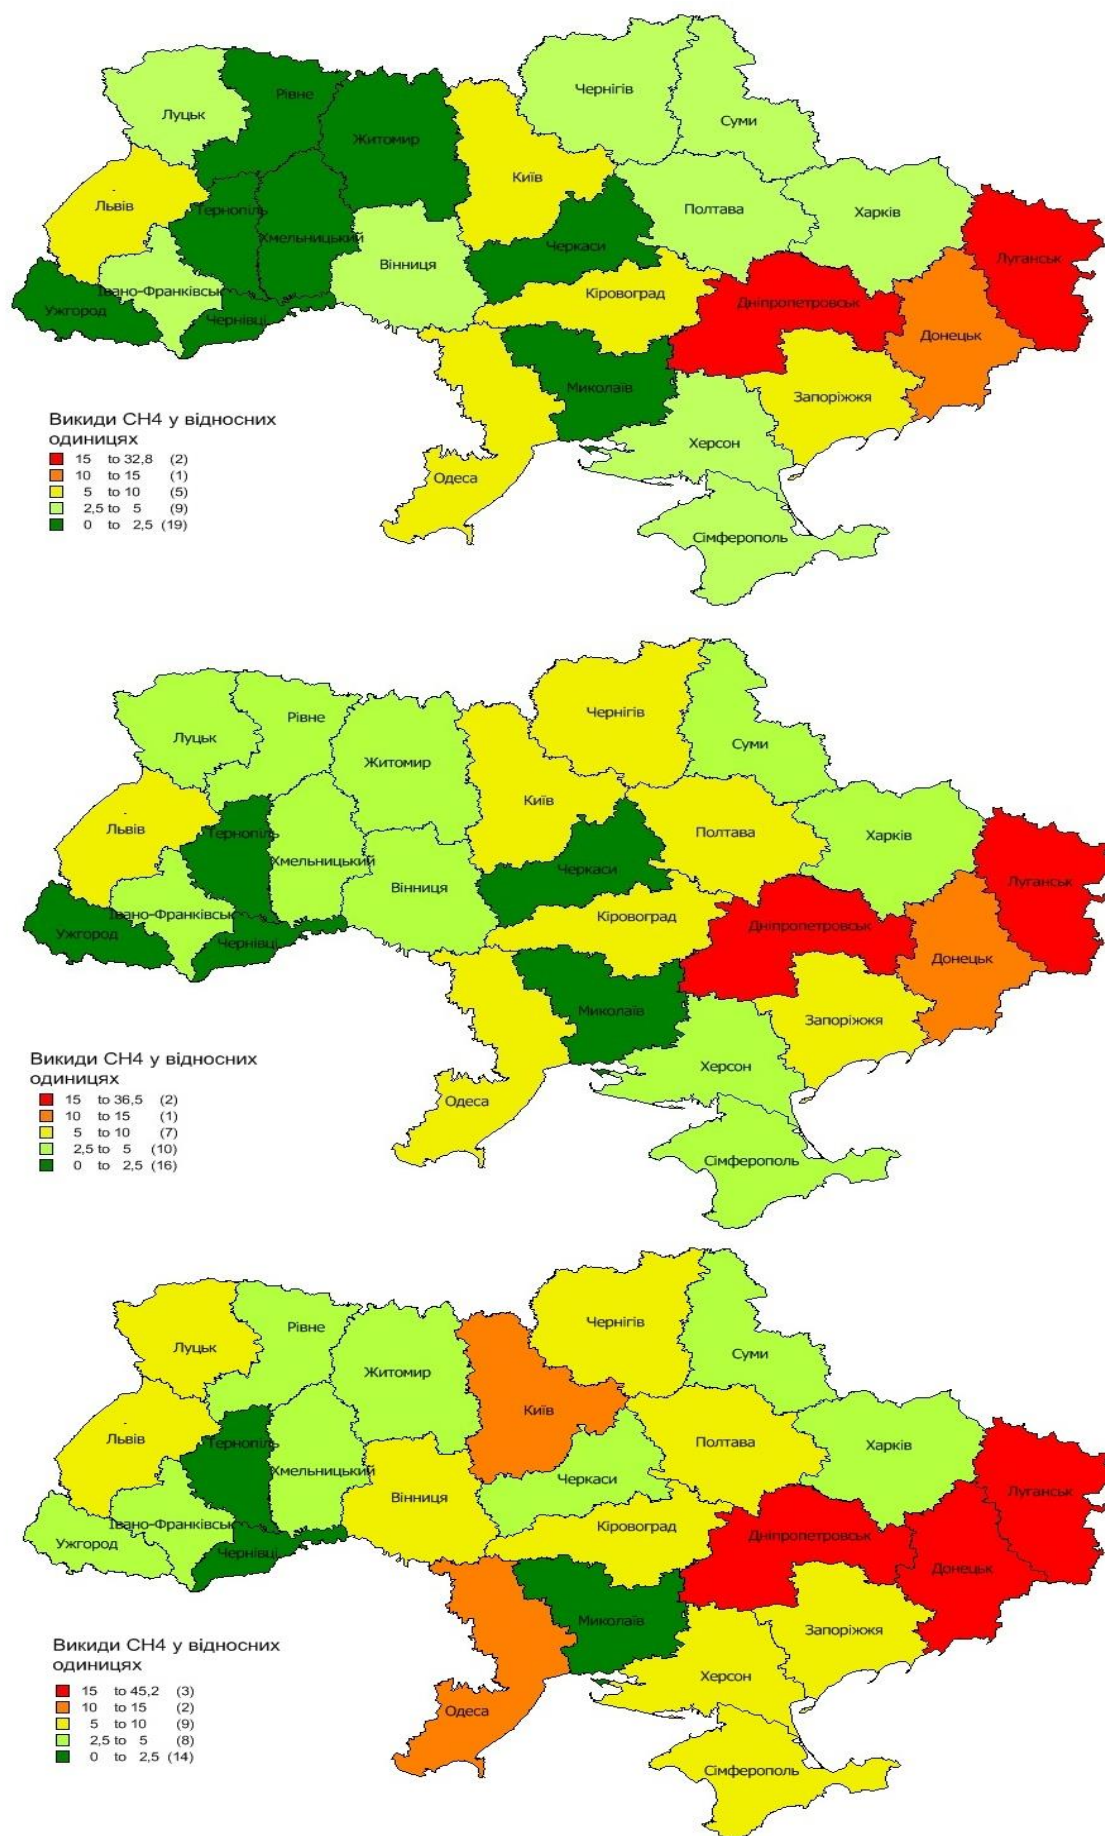 Чернігів
Рівне
Луцьк
Суми
Житомир
Київ
Львів
Тернопіль
Полтава
Харків
Хмельницький
Черкаси
Вінниця
Луганськ
Івано-Франківськ
Кіровоград
Дніпропетровськ
Ужгород
Чернівці
Донецьк
Миколаїв
Запоріжжя
Херсон
Одеса
Сімферополь
Викиди CH4 у відносних
одиницях
15 to 32,8 (2)
10 to 15 (1)
5 to 10 (5)
2,5 to 5 (9)
0 to 2,5 (19)
Чернігів
Рівне
Луцьк
Суми
Житомир
Київ
Львів
Тернопіль
Полтава
Харків
Хмельницький
Черкаси
Вінниця
Луганськ
Івано-Франківськ
Кіровоград
Дніпропетровськ
Ужгород
Чернівці
Донецьк
Миколаїв
Запоріжжя
Херсон
Одеса
Сімферополь
Викиди CH4 у відносних
одиницях
15 to 36,5 (2)
10 to 15 (1)
5 to 10 (7)
2,5 to 5 (10)
0 to 2,5 (16)
Чернігів
Рівне
Луцьк
Суми
Житомир
Київ
Львів
Тернопіль
Полтава
Харків
Хмельницький
Черкаси
Вінниця
Луганськ
Івано-Франківськ
Кіровоград
Дніпропетровськ
Ужгород
Чернівці
Донецьк
Миколаїв
Запоріжжя
Херсон
Одеса
Сімферополь
Викиди CH4 у відносних
одиницях
15 to 45,2 (3)
10 to 15 (2)
5 to 10 (9)
2,5 to 5 (8)
0 to 2,5 (14)